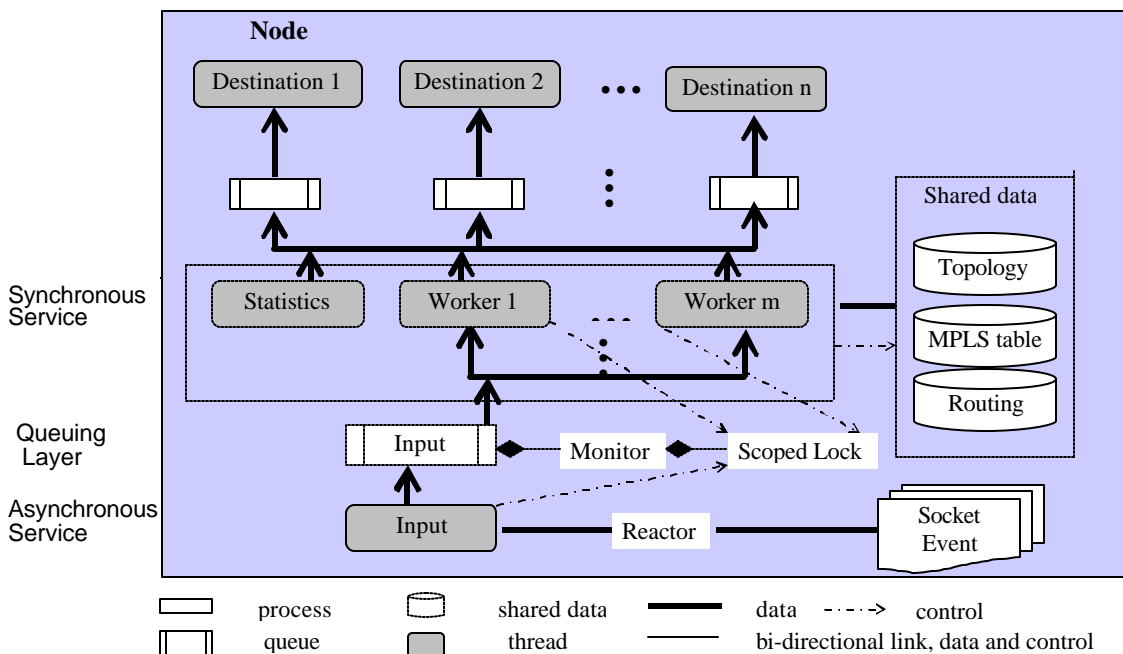 Node
Destination 1
Destination 2
Destination n
Shared data
Topology
Synchronous
Service
Statistics
Worker 1
Worker m
MPLS table
Routing
Queuing
Layer
Input
Monitor
Scoped Lock
Asynchronous
Service
Input
Reactor
Socket
Event
process
shared data
data
control
queue
thread
bi-directional link, data and control